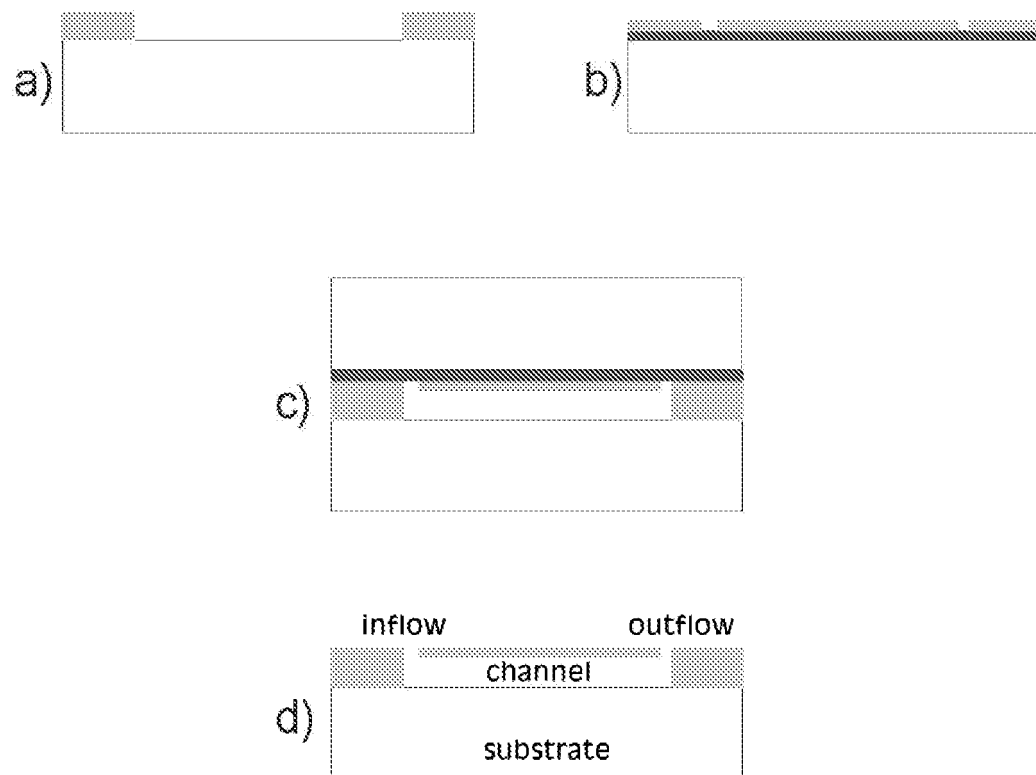 a)
b)
c)
inflow
outflow
channel
d)
substrate